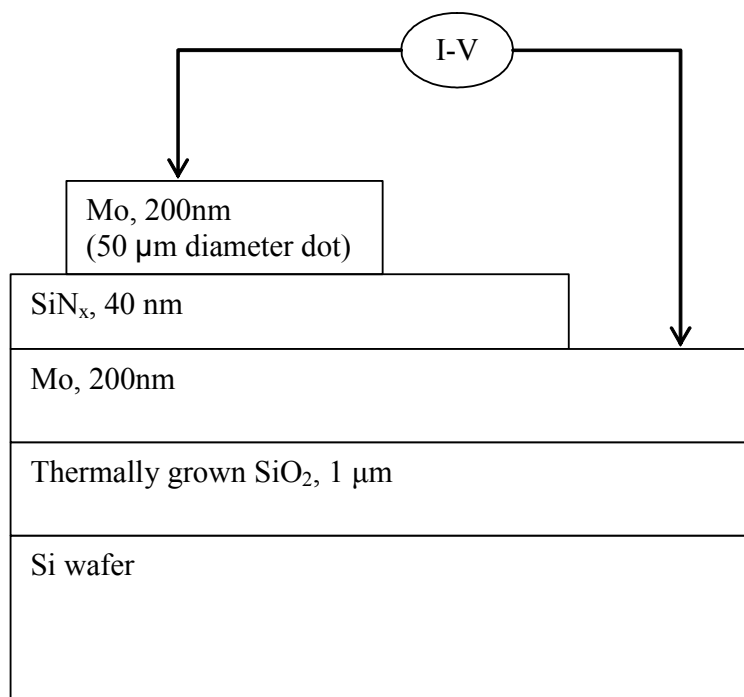 I-V
Mo, 200nm
(50 μm diameter dot)
SiNₓ, 40 nm
Mo, 200nm
Thermally grown SiO₂, 1 μm
Si wafer